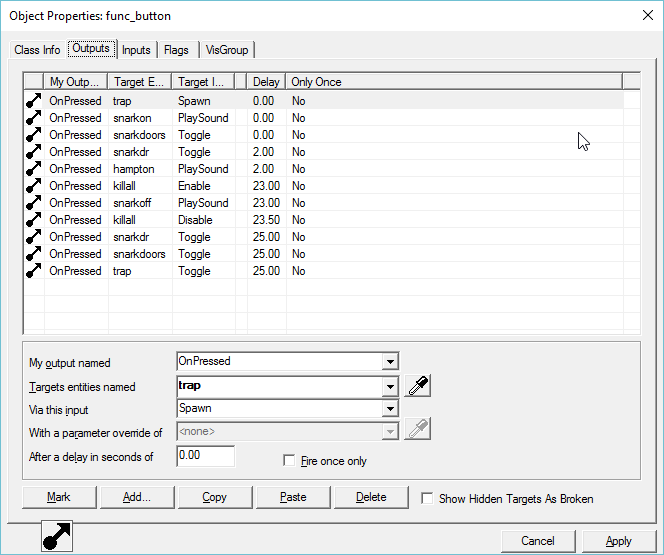 Object Properties: func_button
Class Info Outputs Inputs Flags VisGroup
My Outp... Target E... Target I... Delay Only Once
OnPressed trap Spawn 0.00 No
OnPressed snarkon PlaySound 0.00 No
OnPressed snarkdoors Toggle 0.00 No
OnPressed snarkdr Toggle 2.00 No
OnPressed hampton PlaySound 2.00 No
OnPressed killall Enable 23.00 No
OnPressed snarkoff PlaySound 23.00 No
OnPressed killall Disable 23.50 No
OnPressed snarkdr Toggle 25.00 No
OnPressed snarkdoors Toggle 25.00 No
OnPressed trap Toggle 25.00 No
My output named OnPressed
Targets entities named trap
Via this input Spawn
With a parameter override of <none>
After a delay in seconds of 0.00 Fire once only
Mark Add... Copy Paste Delete Show Hidden Targets As Broken
Cancel Apply